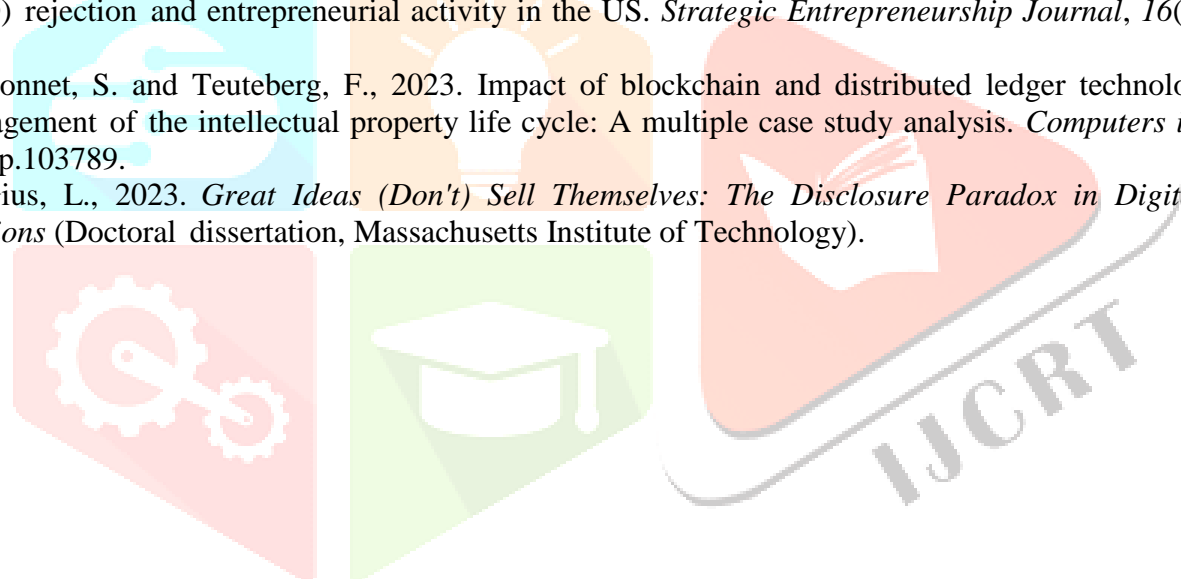 ) rejection and entrepreneurial activity in the US. Strategic Entrepreneurship Journal, 16(
onnet, S. and Teuteberg, F., 2023. Impact of blockchain and distributed ledger technolo
agement of the intellectual property life cycle: A multiple case study analysis. Computers i
p.103789.
ius, L., 2023. Great Ideas (Don't) Sell Themselves: The Disclosure Paradox in Digit
ions (Doctoral dissertation, Massachusetts Institute of Technology).
IJCRT